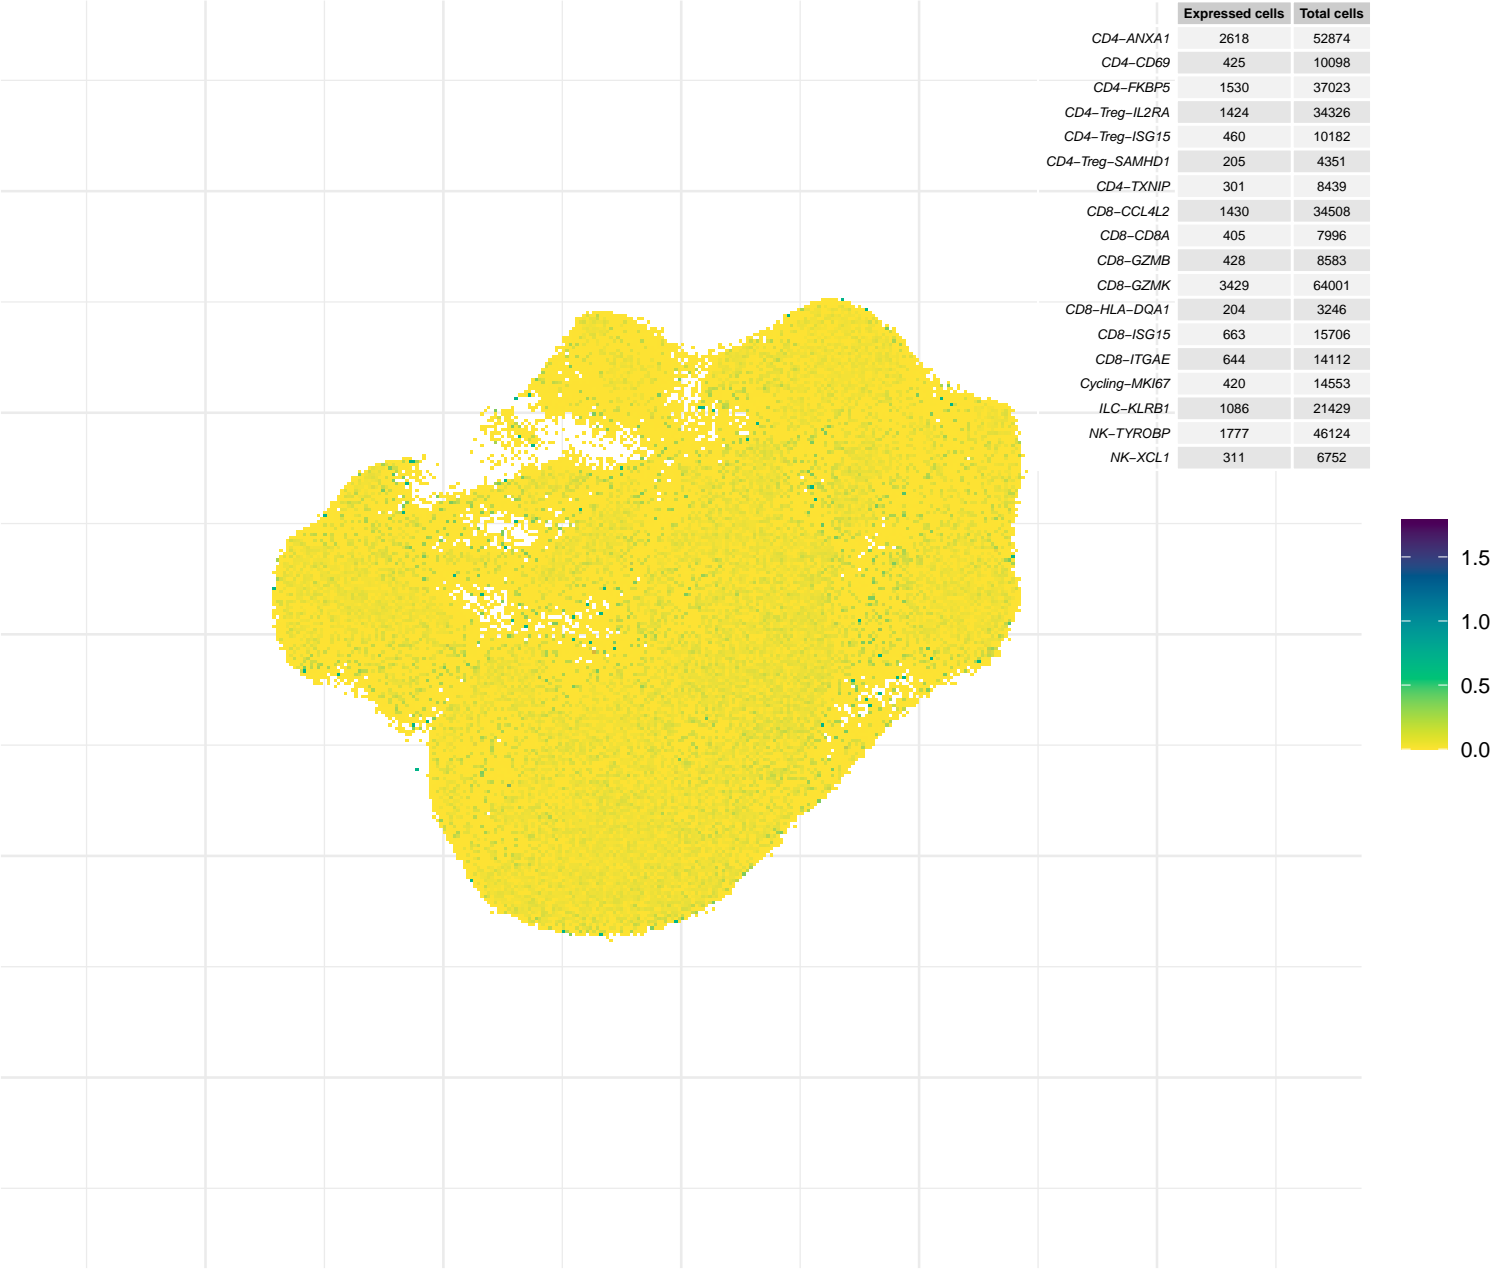 Expressed cells Total cells
CD4−ANXA1 2618 52874
CD4−CD69 425 10098
CD4−FKBP5 1530 37023
CD4−Treg−IL2RA 1424 34326
CD4−Treg−ISG15 460 10182
CD4−Treg−SAMHD1 205 4351
CD4−TXNIP 301 8439
CD8−CCL4L2 1430 34508
CD8−CD8A 405 7996
CD8−GZMB 428 8583
CD8−GZMK 3429 64001
CD8−HLA−DQA1 204 3246
CD8−ISG15 663 15706
CD8−ITGAE 644 14112
Cycling−MKI67 420 14553
ILC−KLRB1 1086 21429
NK−TYROBP 1777 46124
NK−XCL1 311 6752
1.5
1.0
0.5
0.0